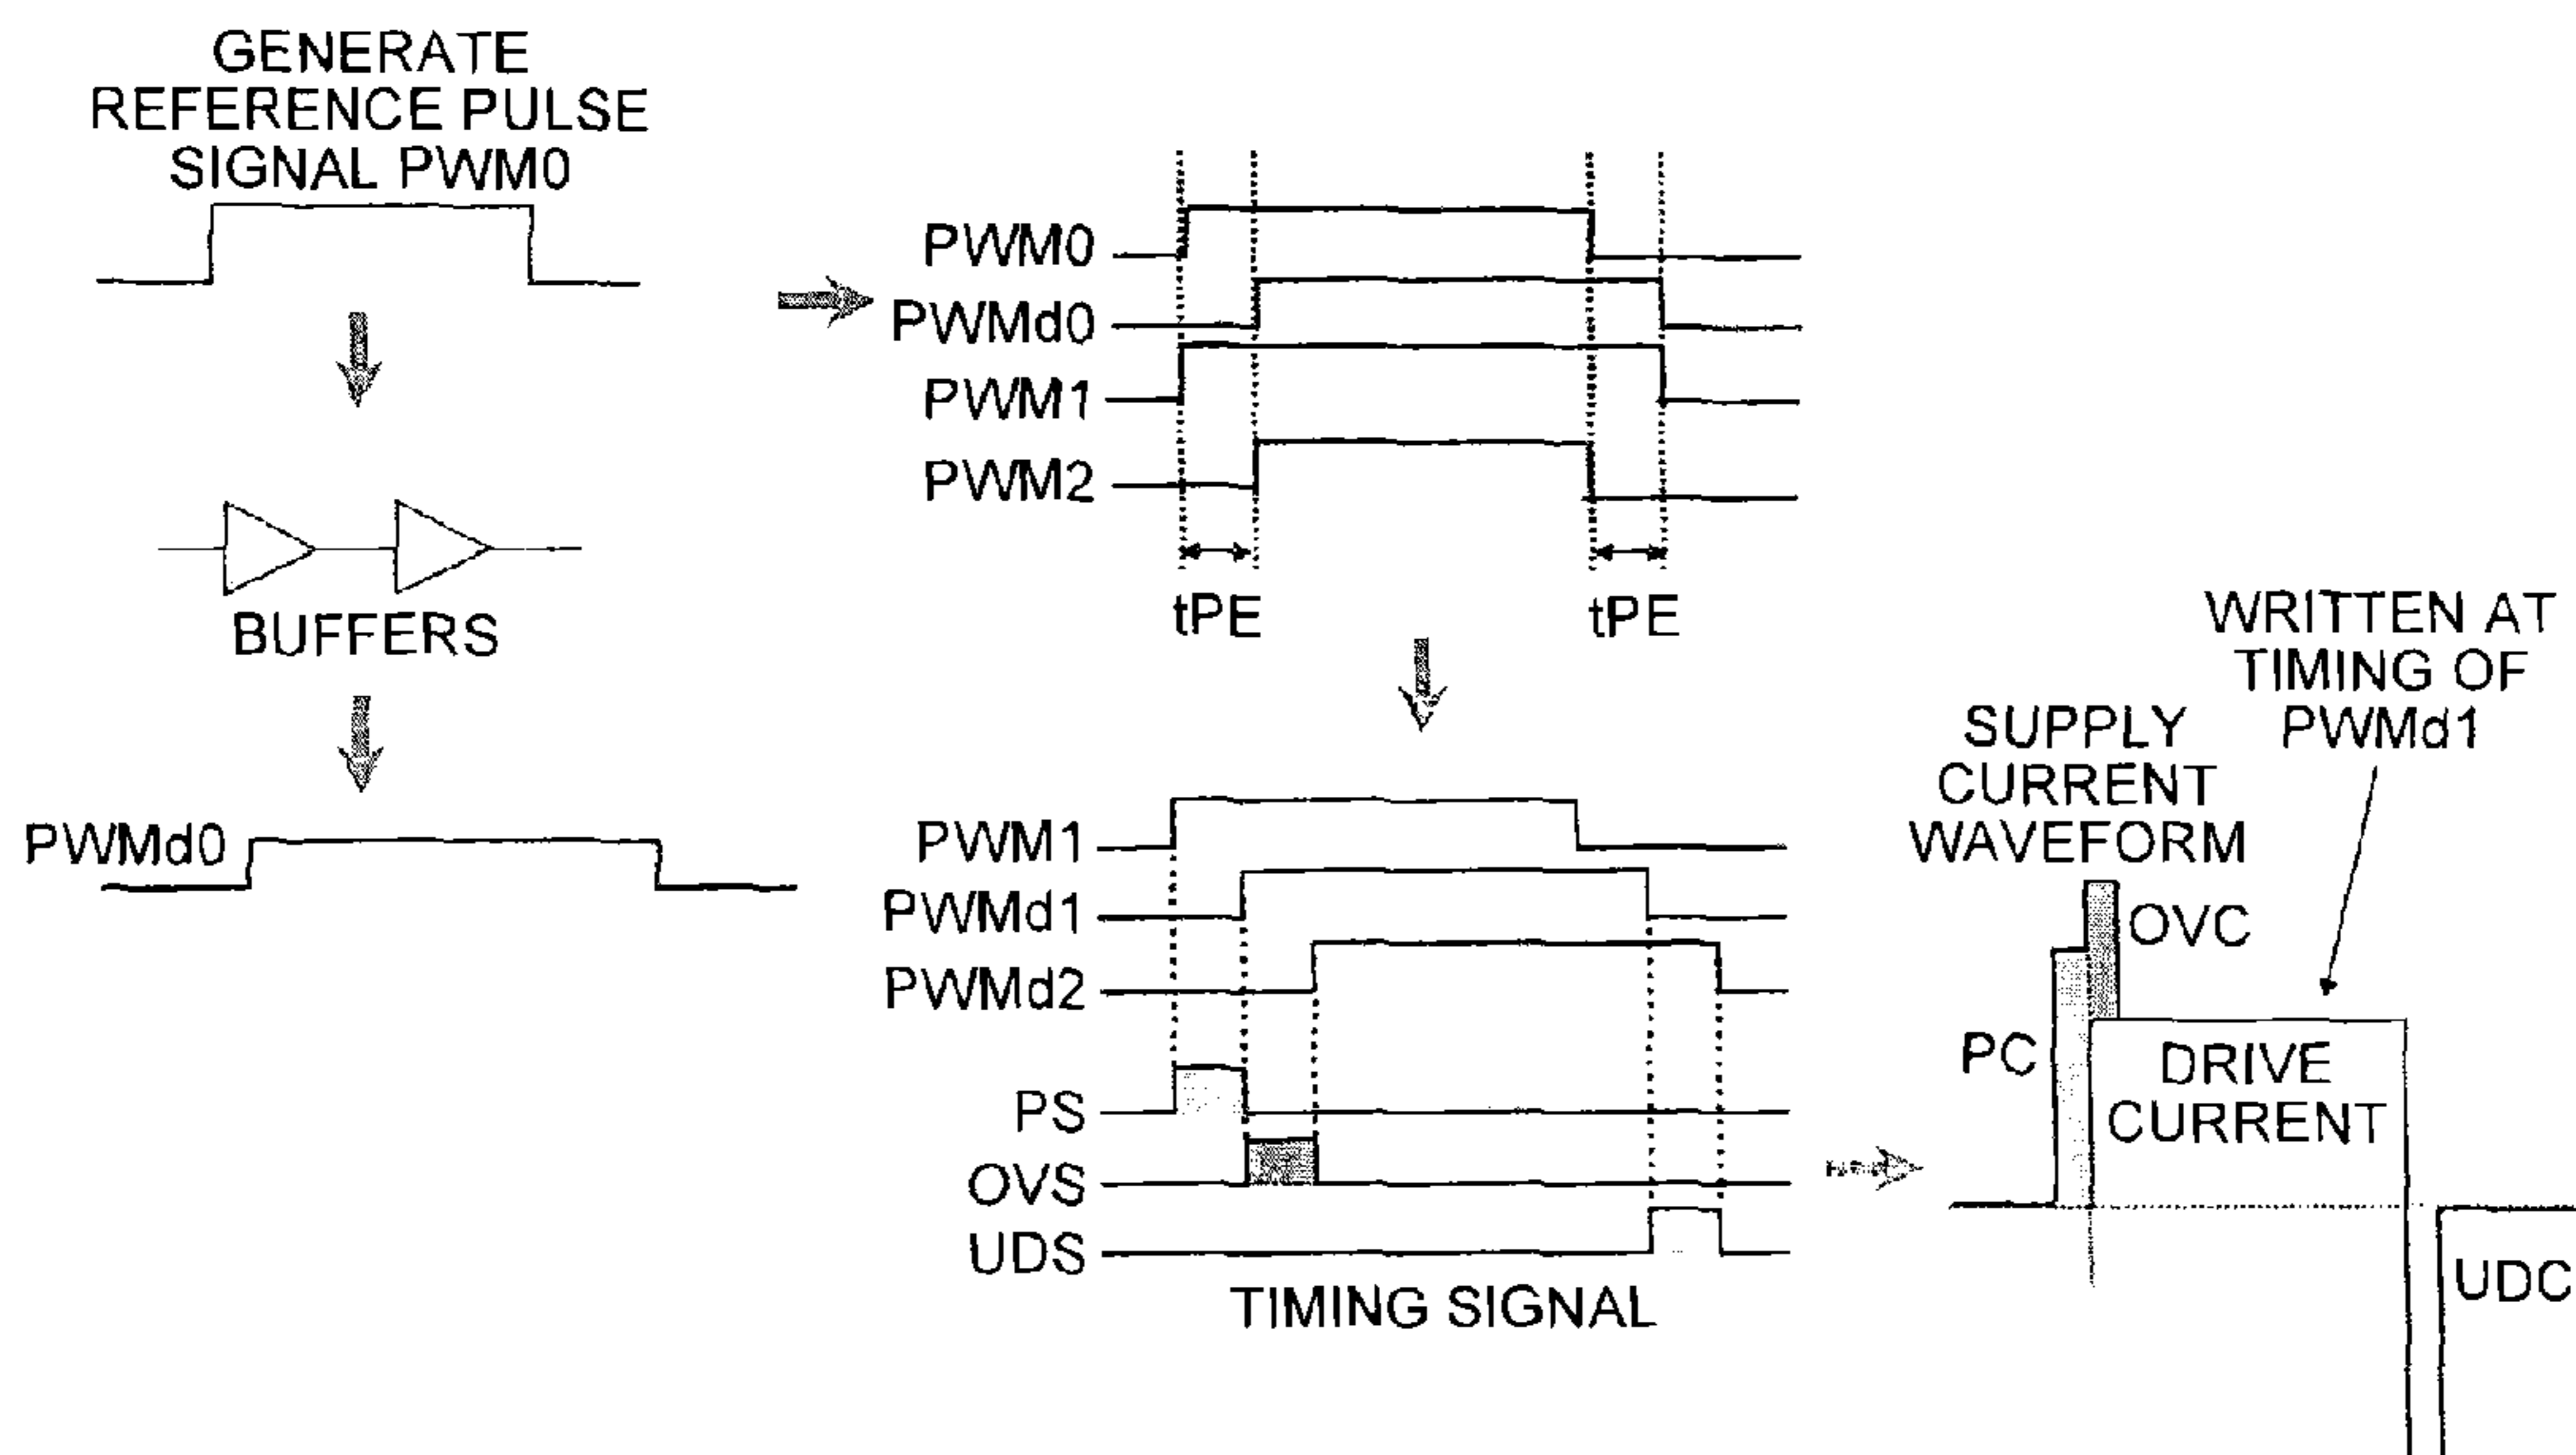 GENERATE
REFERENCE PULSE
SIGNAL PWM0
BUFFERS
PWMd0
PWM0
PWMd0
PWM1
PWM2
tPE
tPE
PWM1
PWMd1
PWMd2
PS
OVS
UDS
TIMING SIGNAL
WRITTEN AT
TIMING OF
PWMd1
SUPPLY
CURRENT
WAVEFORM
OVC
PC
DRIVE
CURRENT
UDC